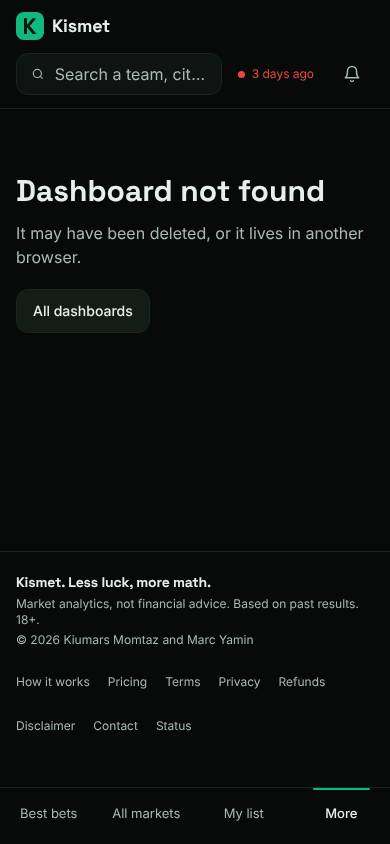 K Kismet
Search a team, cit...
3 days ago
Dashboard not found
It may have been deleted, or it lives in another
browser.
All dashboards
Kismet. Less luck, more math.
Market analytics, not financial advice. Based on past results.
18+.
© 2026 Kiumars Momtaz and Marc Yamin
How it works Pricing Terms Privacy Refunds
Disclaimer Contact Status
Best bets All markets My list More